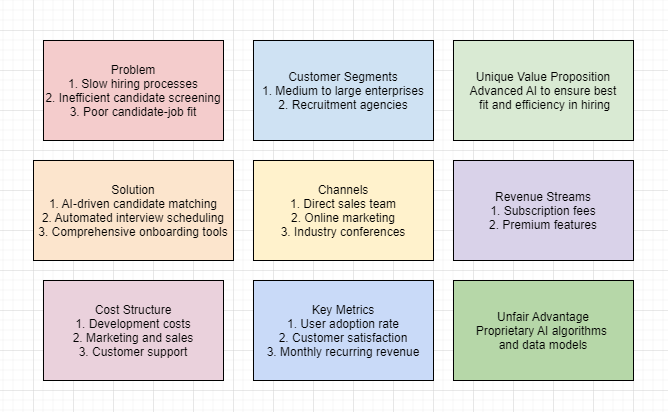 Problem
1. Slow hiring processes
2. Inefficient candidate screening
3. Poor candidate-job fit
Customer Segments
1. Medium to large enterprises
2. Recruitment agencies
Unique Value Proposition
Advanced AI to ensure best
fit and efficiency in hiring
Solution
1. AI-driven candidate matching
2. Automated interview scheduling
3. Comprehensive onboarding tools
Channels
1. Direct sales team
2. Online marketing
3. Industry conferences
Revenue Streams
1. Subscription fees
2. Premium features
Cost Structure
1. Development costs
2. Marketing and sales
3. Customer support
Key Metrics
1. User adoption rate
2. Customer satisfaction
3. Monthly recurring revenue
Unfair Advantage
Proprietary AI algorithms
and data models